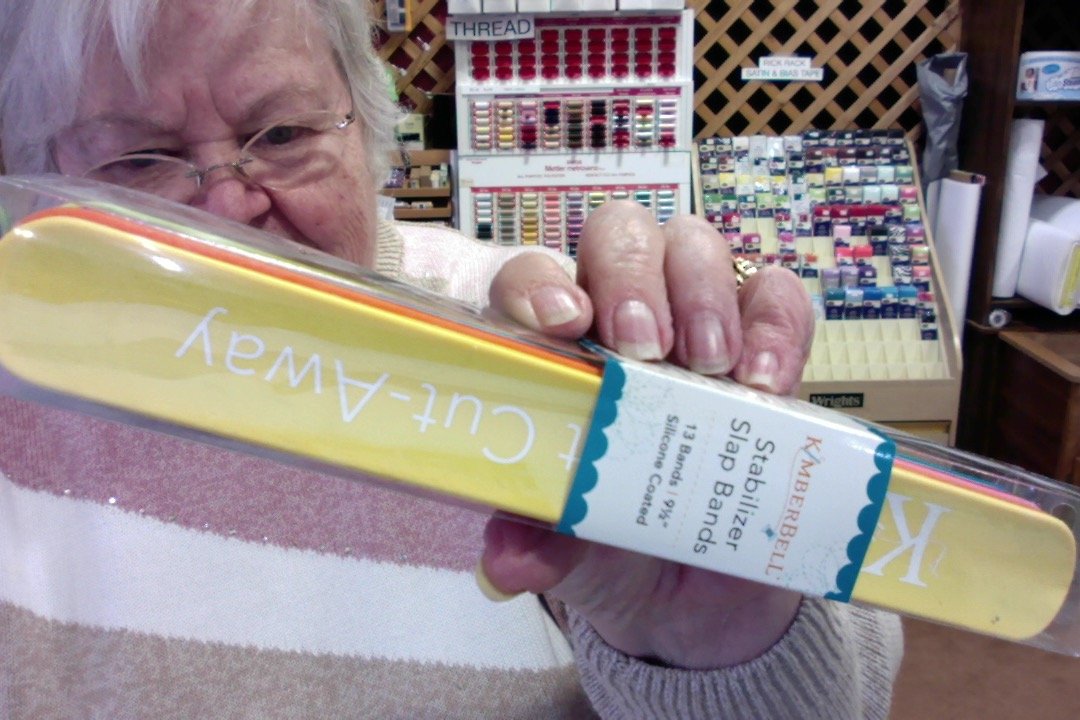 THREAD
RICK RACK
SATIN & BIAS TAPE
Wrights
KIMBERBELL
Stabilizer
Slap Bands
13 Bands | 9½"
Silicone Coated
t Cut-Away
K